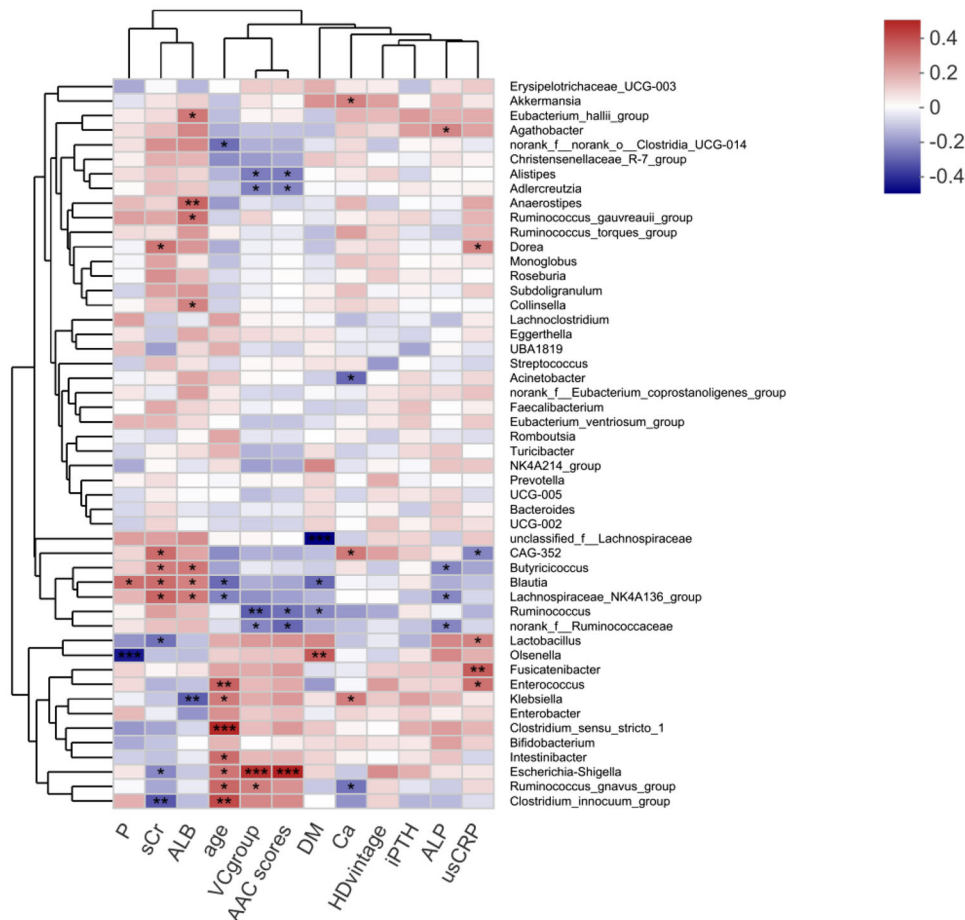 0.4
0.2
0
-0.2
-0.4
Erysipelotrichaceae_UCG-003
Akkermansia
*
Eubacterium_hallii_group
*
Agathobacter
*
norank_f__norank_o__Clostridia_UCG-014
*
Christensenellaceae_R-7_group
Alistipes
* *
Adlercreutzia
* *
Anaerostipes
**
Ruminococcus_gauvreauii_group
*
Ruminococcus_torques_group
Dorea
* *
Monoglobus
Roseburia
Subdoligranulum
Collinsella
*
Lachnoclostridium
Eggerthella
UBA1819
Streptococcus
Acinetobacter
*
norank_f__Eubacterium_coprostanoligenes_group
Faecalibacterium
Eubacterium_ventriosum_group
Romboutsia
Turicibacter
NK4A214_group
Prevotella
UCG-005
Bacteroides
UCG-002
unclassified_f__Lachnospiraceae
***
CAG-352
* * *
Butyricicoccus
* * *
Blautia
* * * * *
Lachnospiraceae_NK4A136_group
* * * *
Ruminococcus
** * *
norank_f__Ruminococcaceae
* * *
Lactobacillus
* *
Olsenella
*** **
Fusicatenibacter
**
Enterococcus
** *
Klebsiella
** * *
Enterobacter
Clostridium_sensu_stricto_1
***
Bifidobacterium
Intestinibacter
*
Escherichia-Shigella
* * *** ***
Ruminococcus_gnavus_group
* * *
Clostridium_innocuum_group
** **
P
sCr
ALB
age
VCgroup
AAC scores
DM
Ca
HDvintage
iPTH
ALP
usCRP